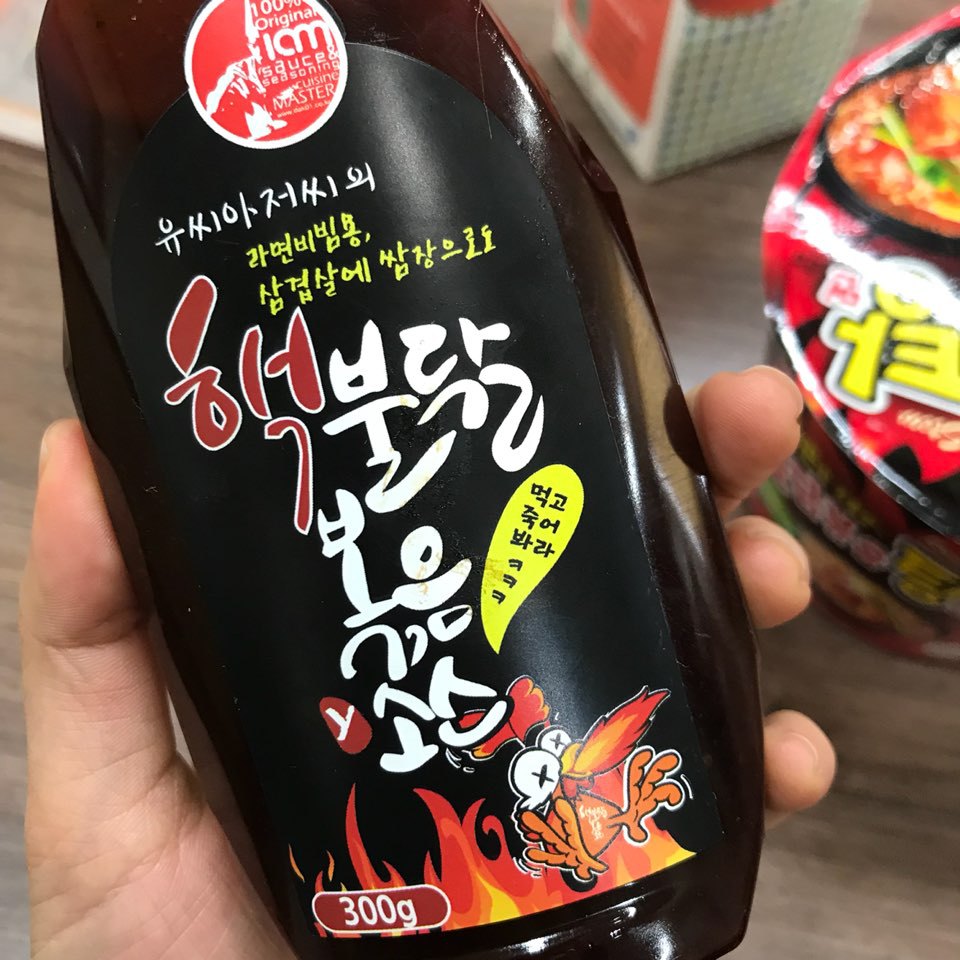 100%
Original
icm
sauce&
seasoning
cuisine
MASTER
유씨아저씨의
라면비빔용,
삼겹살에 쌈장으로도
핵불닭
볶음
소스
먹고
죽어
봐라
ㅋㅋㅋ
y
300g